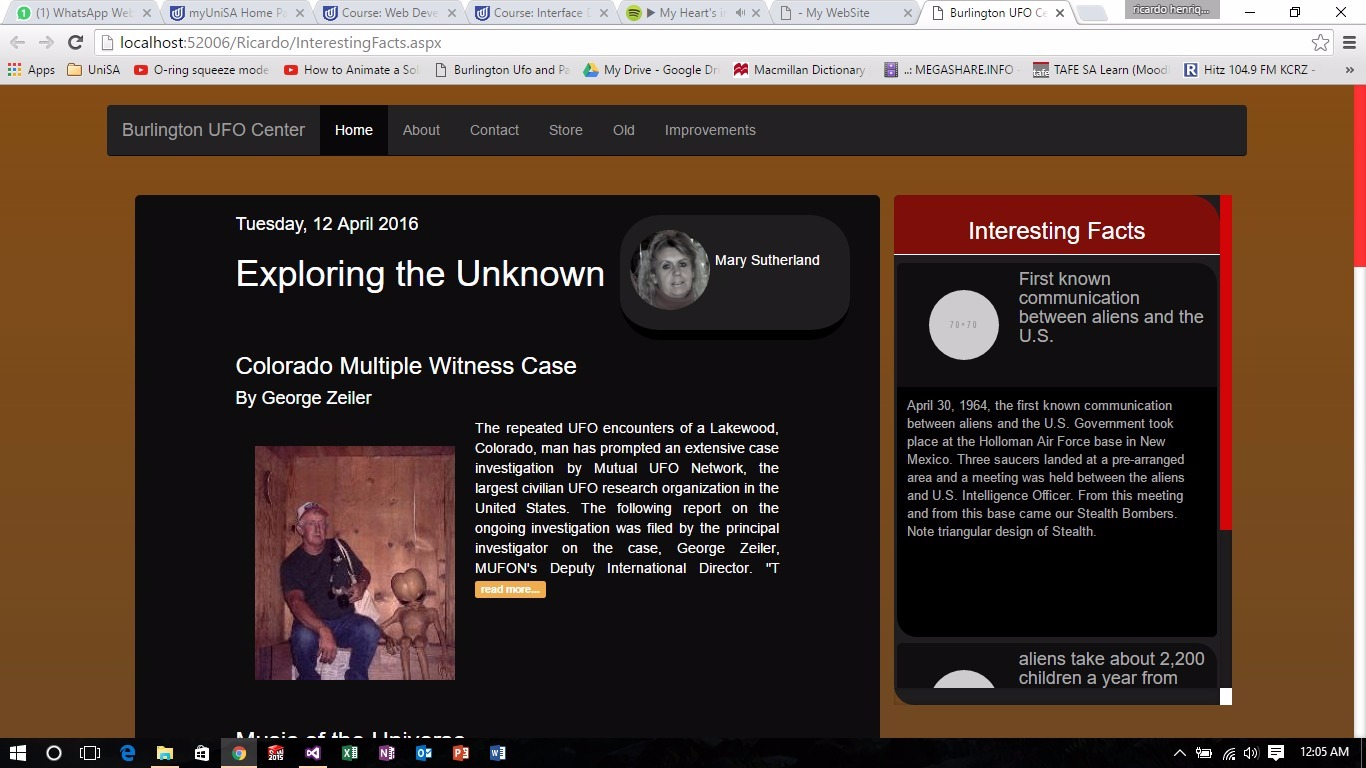 (1) WhatsApp Web
myUniSA Home Pa
Course: Web Deve
Course: Interface D
My Heart's i
- My WebSite
Burlington UFO Ce
ricardo henriq...
localhost:52006/Ricardo/InterestingFacts.aspx
Apps
UniSA
O-ring squeeze mode
How to Animate a So
Burlington Ufo and Pa
My Drive - Google Dr
Macmillan Dictionary
..: MEGASHARE.INFO -
TAFE SA Learn (Mood
Hitz 104.9 FM KCRZ -
»
Burlington UFO Center
Home
About
Contact
Store
Old
Improvements
Tuesday, 12 April 2016
Exploring the Unknown
Mary Sutherland
Colorado Multiple Witness Case
By George Zeiler
The repeated UFO encounters of a Lakewood,
Colorado, man has prompted an extensive case
investigation by Mutual UFO Network, the
largest civilian UFO research organization in the
United States. The following report on the
ongoing investigation was filed by the principal
investigator on the case, George Zeiler,
MUFON's Deputy International Director. "T
read more...
Music of the Universe
Interesting Facts
70×70
First known
communication
between aliens and the
U.S.
April 30, 1964, the first known communication
between aliens and the U.S. Government took
place at the Holloman Air Force base in New
Mexico. Three saucers landed at a pre-arranged
area and a meeting was held between the aliens
and U.S. Intelligence Officer. From this meeting
and from this base came our Stealth Bombers.
Note triangular design of Stealth.
aliens take about 2,200
children a year from
12:05 AM